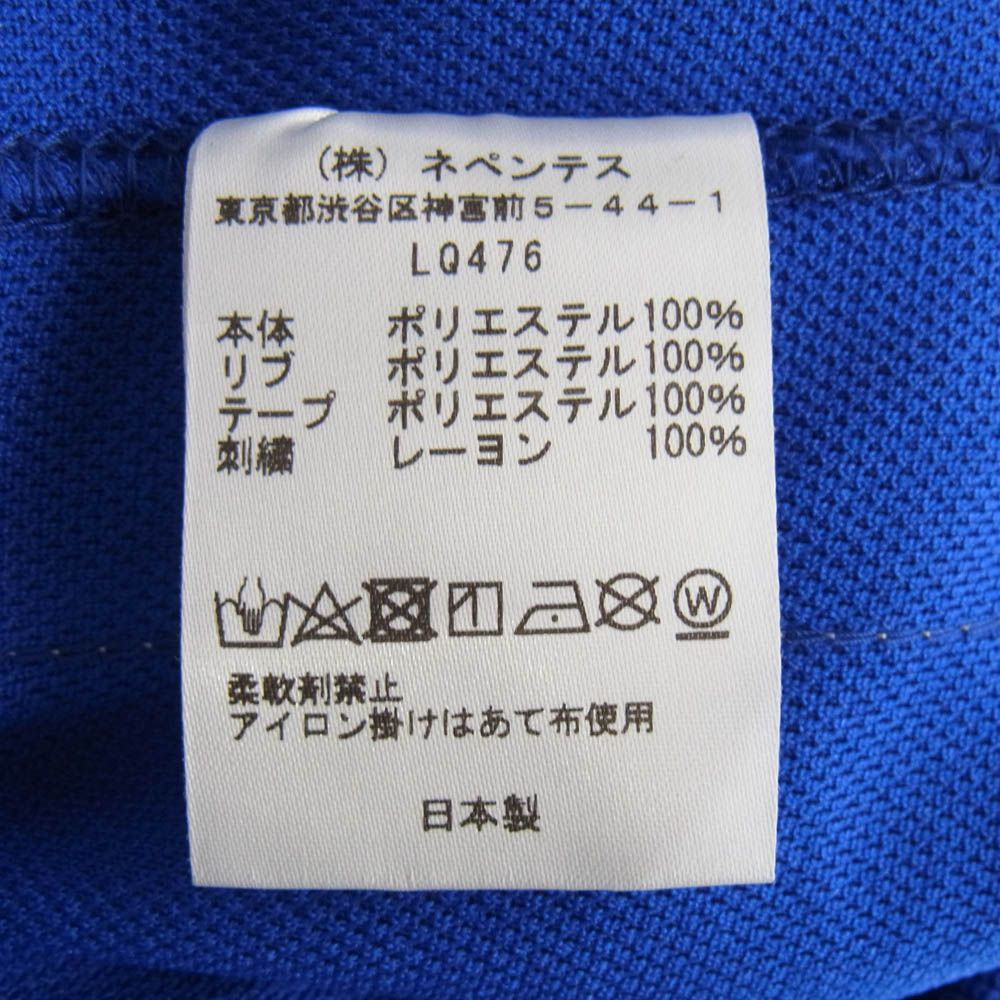 （株）ネペンテス
東京都渋谷区神宮前5－44－1
LQ476
本体 ポリエステル100%
リブ ポリエステル100%
テープ ポリエステル100%
刺繍 レーヨン 100%
W
柔軟剤禁止
アイロン掛けはあて布使用
日本製